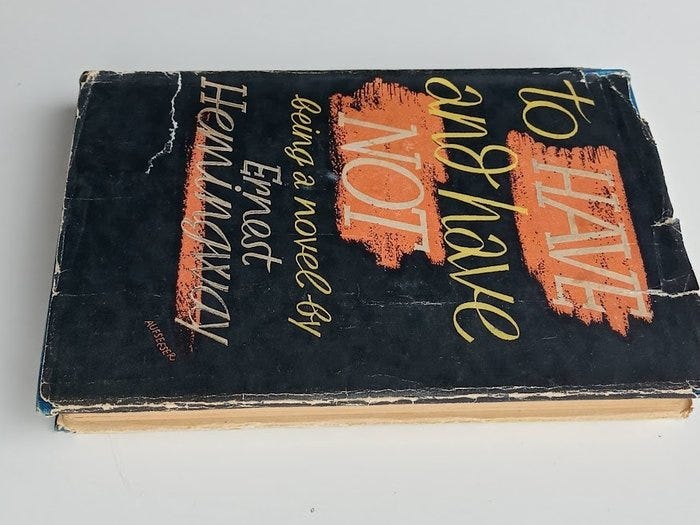 to HAVE
and have
NOT
being a novel by
Ernest
Hemingway
AUFSEESER